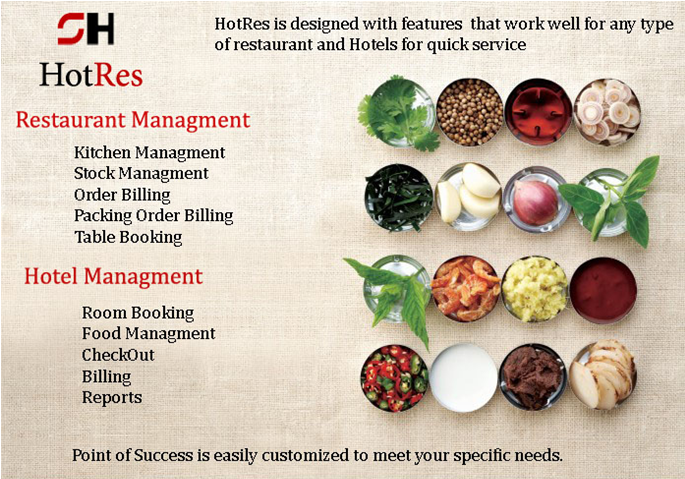 SH
HotRes
HotRes is designed with features that work well for any type
of restaurant and Hotels for quick service
Restaurant Managment
Kitchen Managment
Stock Managment
Order Billing
Packing Order Billing
Table Booking
Hotel Managment
Room Booking
Food Managment
CheckOut
Billing
Reports
Point of Success is easily customized to meet your specific needs.